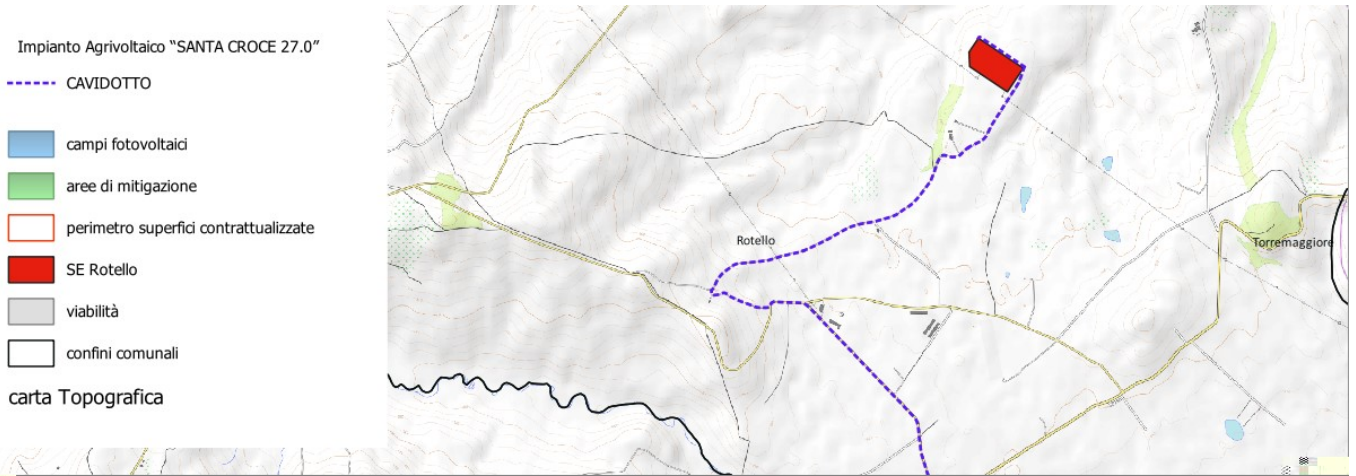 Impianto Agrivoltaico “SANTA CROCE 27.0”
CAVIDOTTO
campi fotovoltaici
aree di mitigazione
perimetro superfici contrattualizzate
SE Rotello
viabilità
confini comunali
carta Topografica
Rotello
Torremaggiore